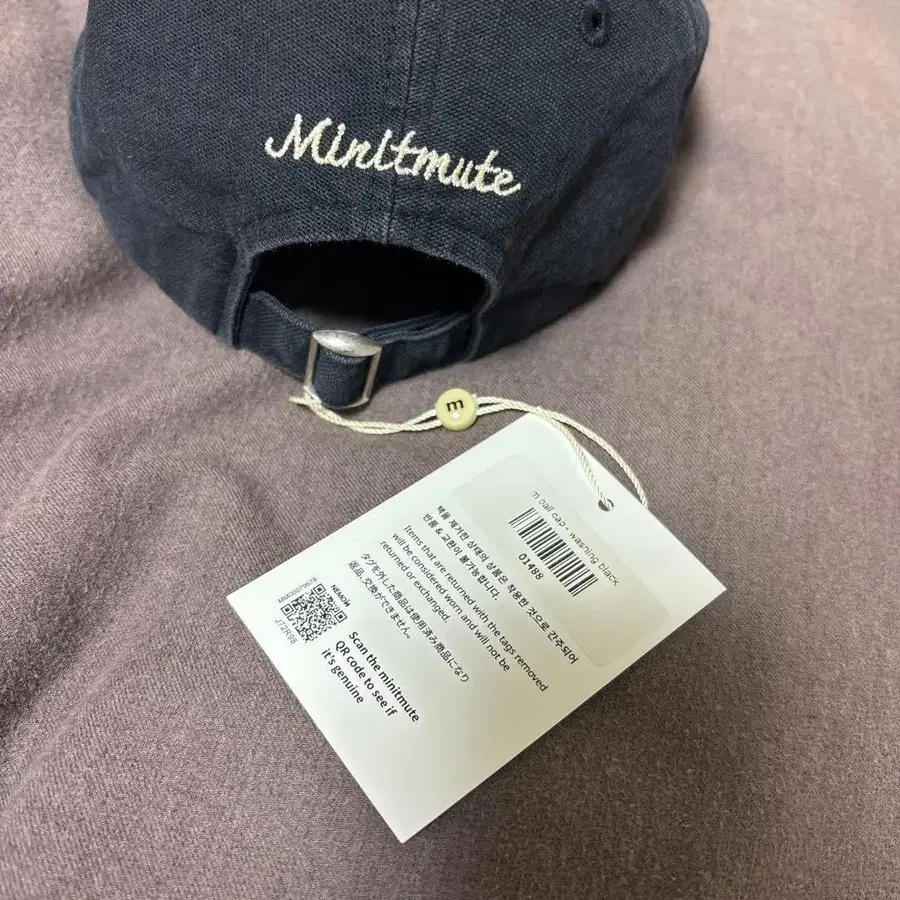 Minitmute
m
m ball cap - washing black
01488
택을 제거한 상태의 상품은 착용한 것으로 간주되어
반품 & 교환이 불가능합니다.
Items that are returned with the tags removed
will be considered worn and will not be
returned or exchanged.
タグを外した商品は使用済み商品になり
返品、交換ができません。
MM00079678
NEMOM
J72R0B
Scan the minitmute
QR code to see if
it's genuine